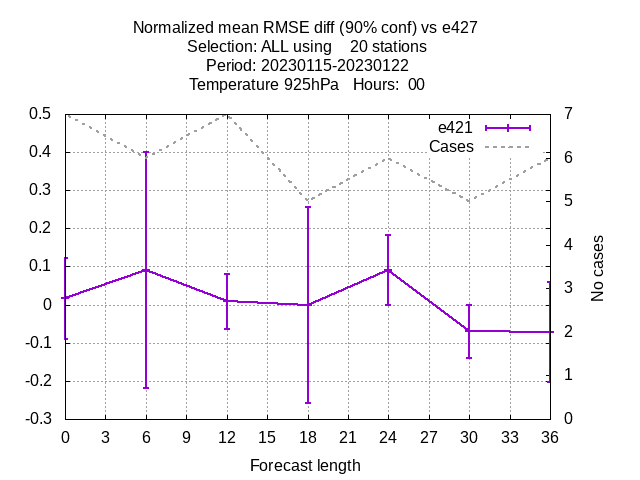 Normalized mean RMSE diff (90% conf) vs e427
Selection: ALL using 20 stations
Period: 20230115-20230122
Temperature 925hPa Hours: 00
e421
Cases
0.5
0.4
0.3
0.2
0.1
0
-0.1
-0.2
-0.3
7
6
5
4
3
2
1
0
No cases
0 3 6 9 12 15 18 21 24 27 30 33 36
Forecast length